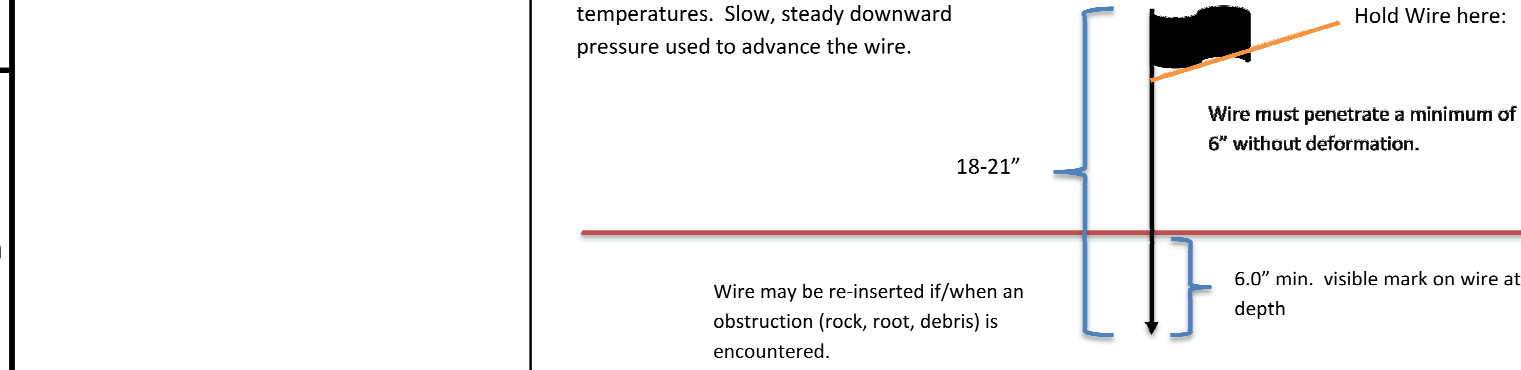 temperatures.  Slow, steady downward
pressure used to advance the wire.
Hold Wire here:
Wire must penetrate a minimum of
6” without deformation.
18-21”
Wire may be re-inserted if/when an
obstruction (rock, root, debris) is
encountered.
6.0” min.  visible mark on wire at
depth